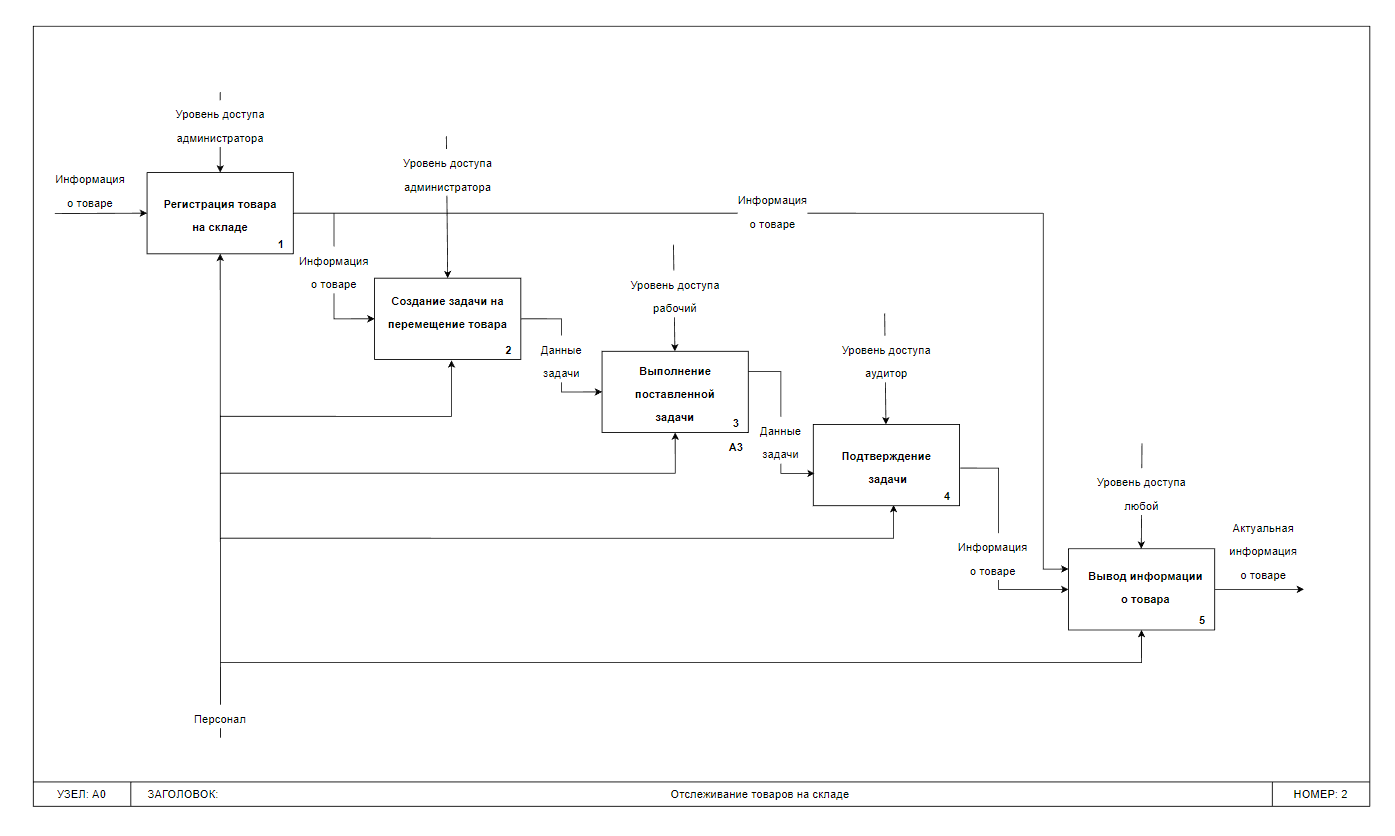 Уровень доступа
администратора
Информация
о товаре
Регистрация товара
на складе
1
Уровень доступа
администратора
Информация
о товаре
Информация
о товаре
Создание задачи на
перемещение товара
2
Уровень доступа
рабочий
Данные
задачи
Выполнение
поставленной
задачи
3
A3
Уровень доступа
аудитор
Данные
задачи
Подтверждение
задачи
4
Уровень доступа
любой
Информация
о товаре
Вывод информации
о товара
5
Актуальная
информация
о товаре
Персонал
УЗЕЛ: A0
ЗАГОЛОВОК:
Отслеживание товаров на складе
НОМЕР: 2